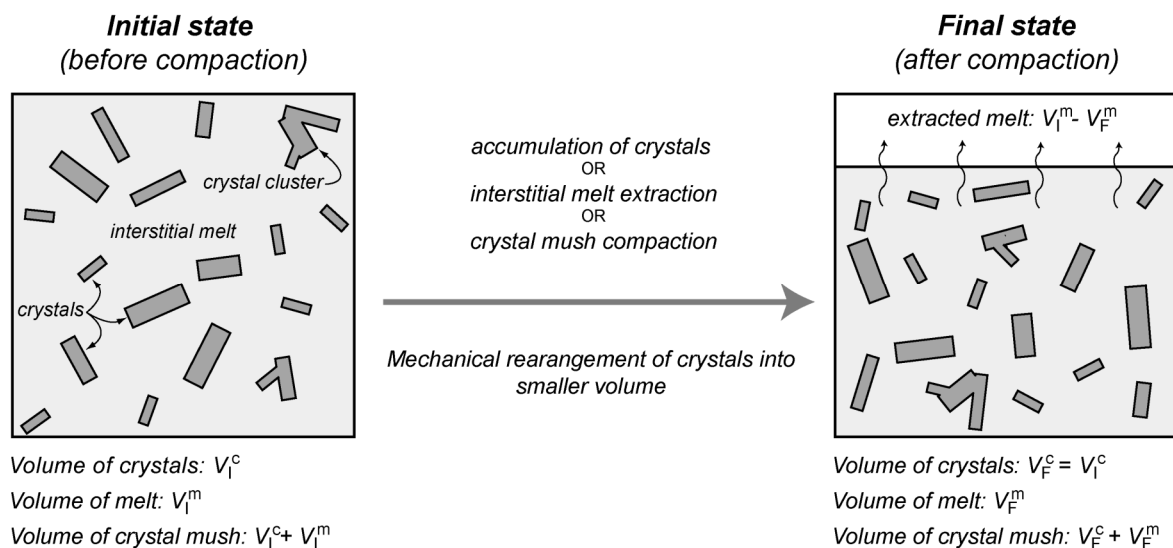 Initial state
(before compaction)
crystal cluster
interstitial melt
crystals
Volume of crystals: V_I^c
Volume of melt: V_I^m
Volume of crystal mush: V_I^c + V_I^m
accumulation of crystals
OR
interstitial melt extraction
OR
crystal mush compaction
Mechanical rearangement of crystals into
smaller volume
Final state
(after compaction)
extracted melt: V_I^m - V_F^m
Volume of crystals: V_F^c = V_I^c
Volume of melt: V_F^m
Volume of crystal mush: V_F^c + V_F^m